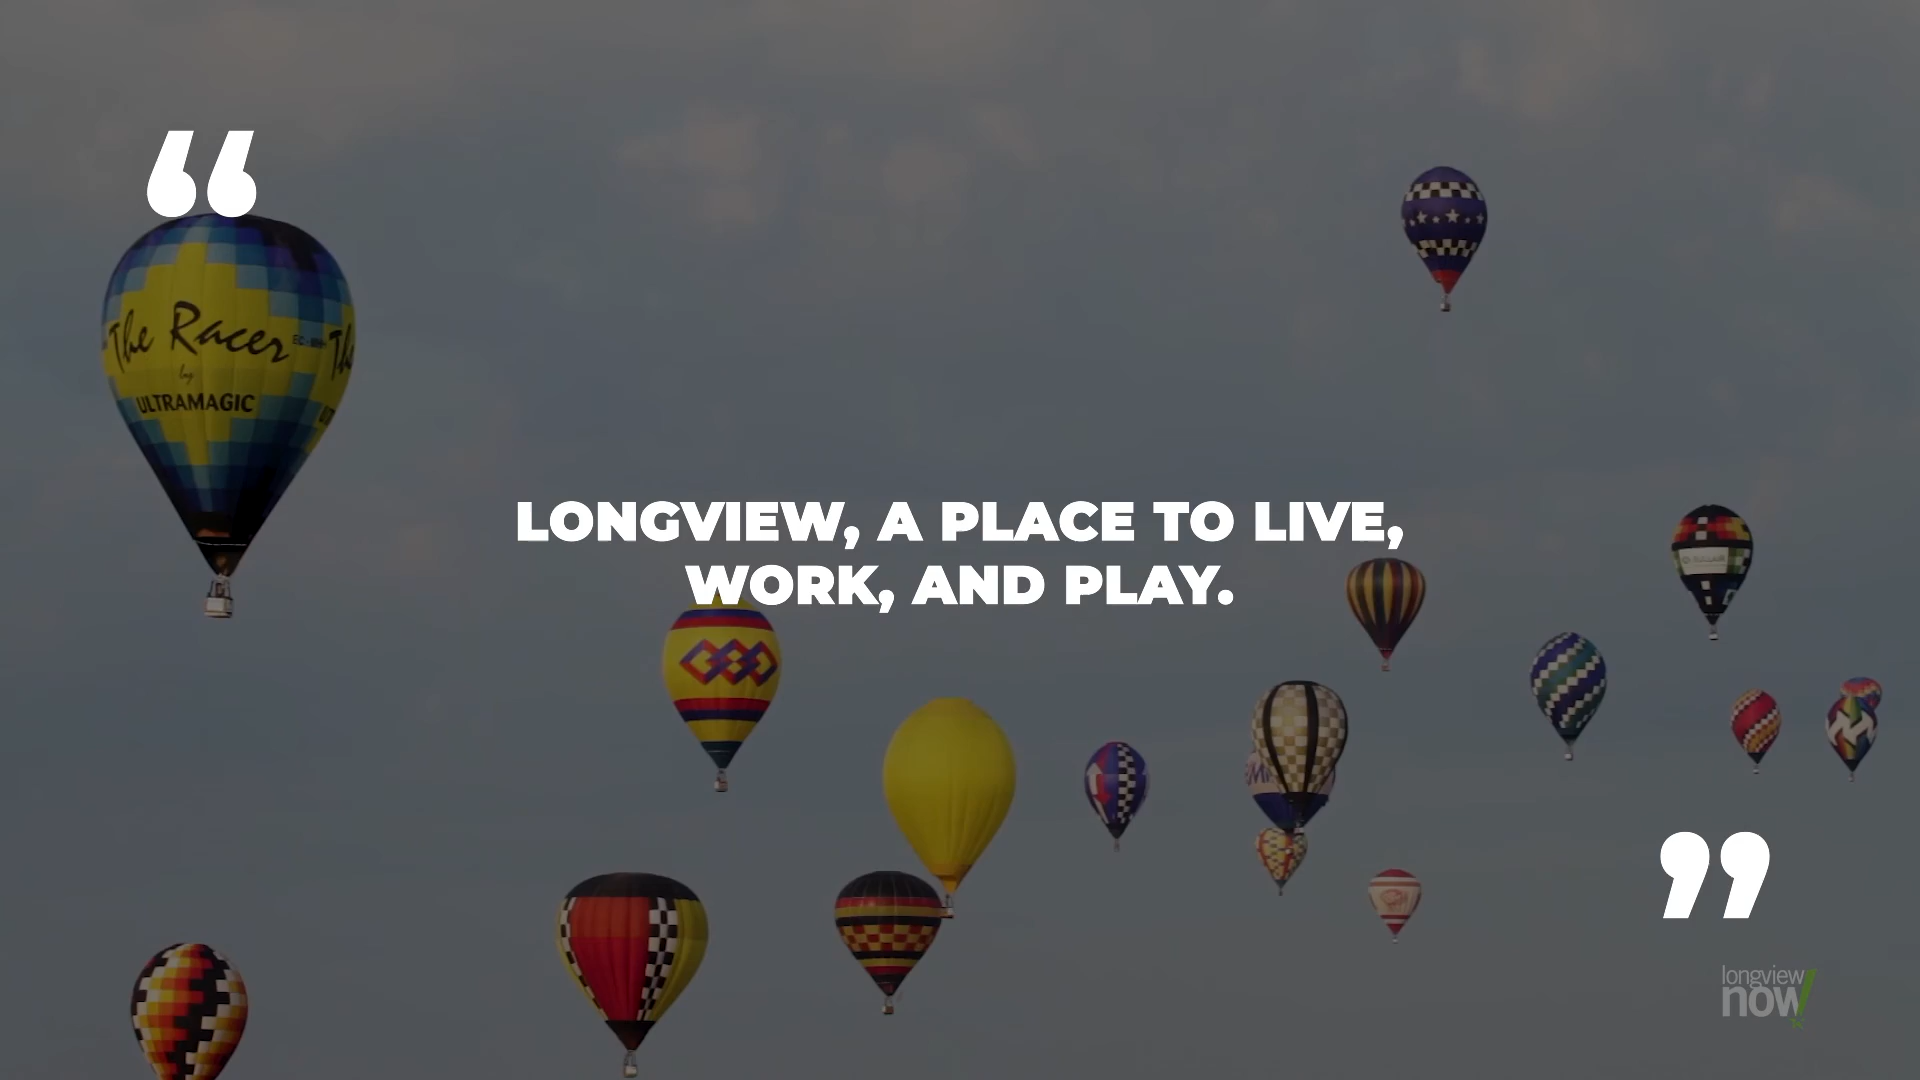 “
The Racer
by
ULTRAMAGIC
LONGVIEW, A PLACE TO LIVE,
WORK, AND PLAY.
”
longview
now!